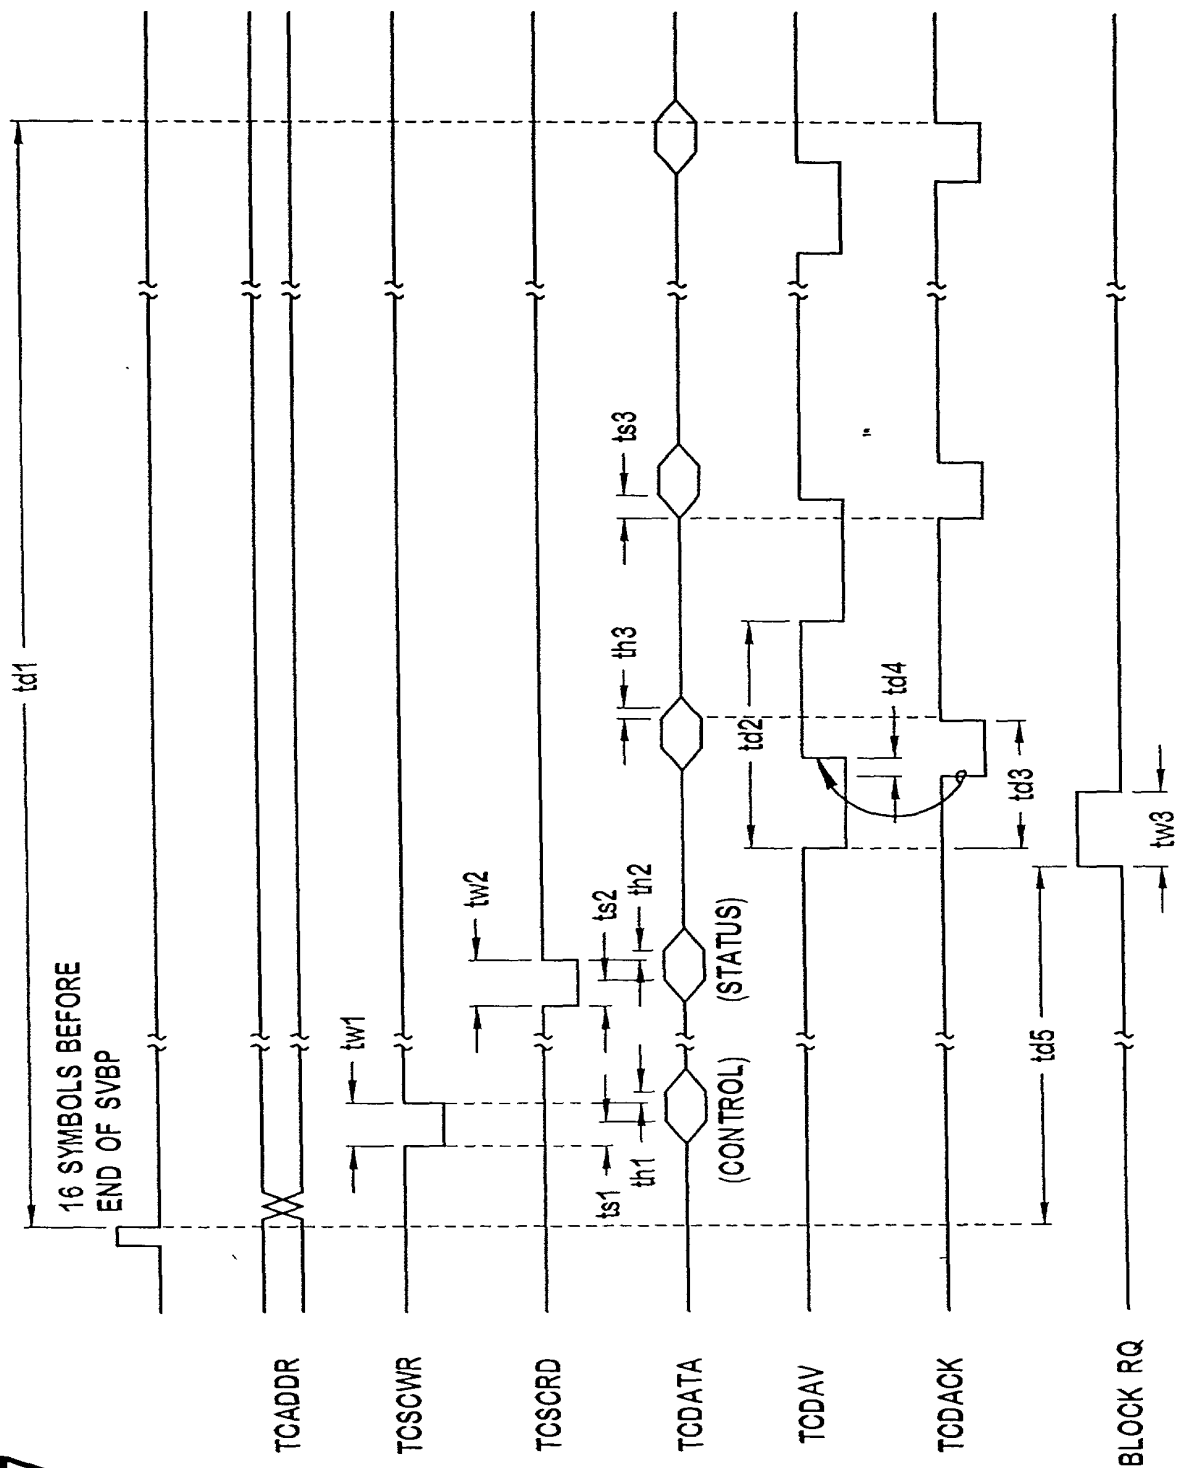 td1
16 SYMBOLS BEFORE
END OF SVBP
TCADDR
TCSCWR
tw1
TCSCRD
tw2
ts1
ts2
th1
th2
th3
ts3
TCDATA
(CONTROL)
(STATUS)
td2
TCDAV
td4
TCDACK
td3
td5
tw3
BLOCK RQ
7